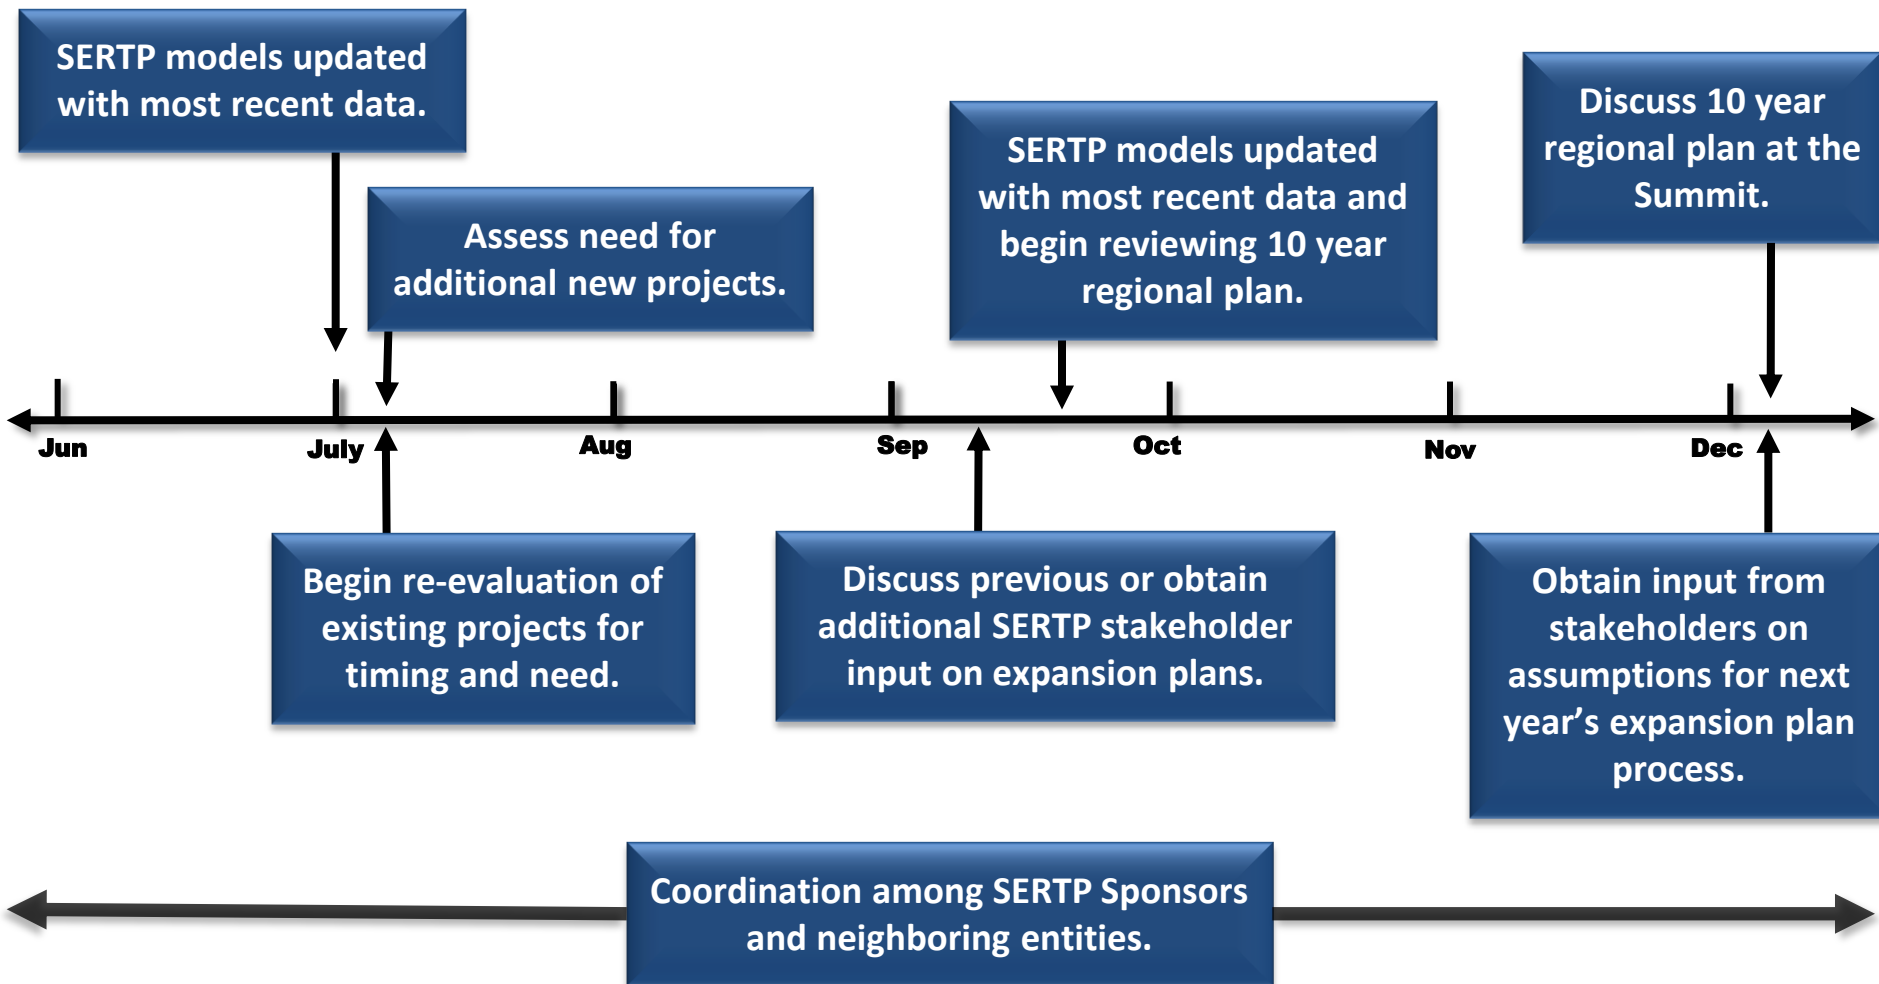 SERTP models updated
with most recent data.
Assess need for
additional new projects.
SERTP models updated
with most recent data and
begin reviewing 10 year
regional plan.
Discuss 10 year
regional plan at the
Summit.
Jun
July
Aug
Sep
Oct
Nov
Dec
Begin re-evaluation of
existing projects for
timing and need.
Discuss previous or obtain
additional SERTP stakeholder
input on expansion plans.
Obtain input from
stakeholders on
assumptions for next
year’s expansion plan
process.
Coordination among SERTP Sponsors
and neighboring entities.